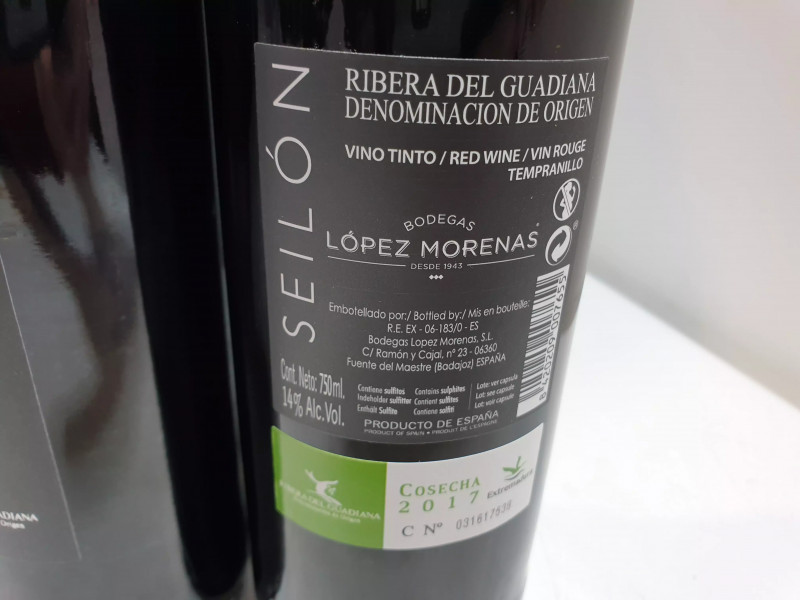 SEILÓN
RIBERA DEL GUADIANA
DENOMINACION DE ORIGEN
VINO TINTO / RED WINE / VIN ROUGE
TEMPRANILLO
BODEGAS
LÓPEZ MORENAS
DESDE 1943
Embotellado por:/ Bottled by:/ Mis en bouteille:
R.E. EX - 06-183/0 - ES
Bodegas Lopez Morenas, S.L.
C/ Ramón y Cajal, nº 23 - 06360
Fuente del Maestre (Badajoz) ESPAÑA
Cont. Neto: 750ml.
14% Alc.Vol.
Contiene sulfitos Contains sulphites
Indeholder sulfitter Contient sulfites
Enthält Sulfite Contiene solfiti
Lote: ver capsula
Lot: see capsule
Lot: voir capsule
PRODUCTO DE ESPAÑA
PRODUCT OF SPAIN • PRODUIT DE L'ESPAGNE
RIBERA DEL GUADIANA
COSECHA
2017
Extremadura
C Nº 031617538
GUADIANA
Origen